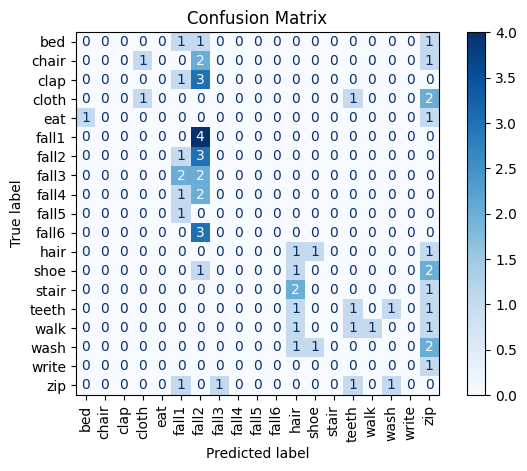 Confusion Matrix
bed 0 0 0 0 0 1 1 0 0 0 0 0 0 0 0 0 0 0 1
chair 0 0 0 1 0 0 2 0 0 0 0 0 0 0 0 0 0 0 1
clap 0 0 0 0 0 1 3 0 0 0 0 0 0 0 0 0 0 0 0
cloth 0 0 0 1 0 0 0 0 0 0 0 0 0 0 1 0 0 0 2
eat 1 0 0 0 0 0 0 0 0 0 0 0 0 0 0 0 0 0 1
fall1 0 0 0 0 0 0 4 0 0 0 0 0 0 0 0 0 0 0 0
fall2 0 0 0 0 0 1 3 0 0 0 0 0 0 0 0 0 0 0 0
fall3 0 0 0 0 0 2 2 0 0 0 0 0 0 0 0 0 0 0 0
fall4 0 0 0 0 0 1 2 0 0 0 0 0 0 0 0 0 0 0 0
fall5 0 0 0 0 0 1 0 0 0 0 0 0 0 0 0 0 0 0 0
fall6 0 0 0 0 0 0 3 0 0 0 0 0 0 0 0 0 0 0 0
hair 0 0 0 0 0 0 0 0 0 0 0 1 1 0 0 0 0 0 1
shoe 0 0 0 0 0 0 1 0 0 0 0 1 0 0 0 0 0 0 2
stair 0 0 0 0 0 0 0 0 0 0 0 2 0 0 0 0 0 0 1
teeth 0 0 0 0 0 0 0 0 0 0 0 1 0 0 1 0 1 0 1
walk 0 0 0 0 0 0 0 0 0 0 0 1 0 0 1 1 0 0 1
wash 0 0 0 0 0 0 0 0 0 0 0 1 1 0 0 0 0 0 2
write 0 0 0 0 0 0 0 0 0 0 0 0 0 0 0 0 0 0 1
zip 0 0 0 0 0 1 0 1 0 0 0 0 0 0 1 0 1 0 0
bed chair clap cloth eat fall1 fall2 fall3 fall4 fall5 fall6 hair shoe stair teeth walk wash write zip
Predicted label
True label
4.0
3.5
3.0
2.5
2.0
1.5
1.0
0.5
0.0